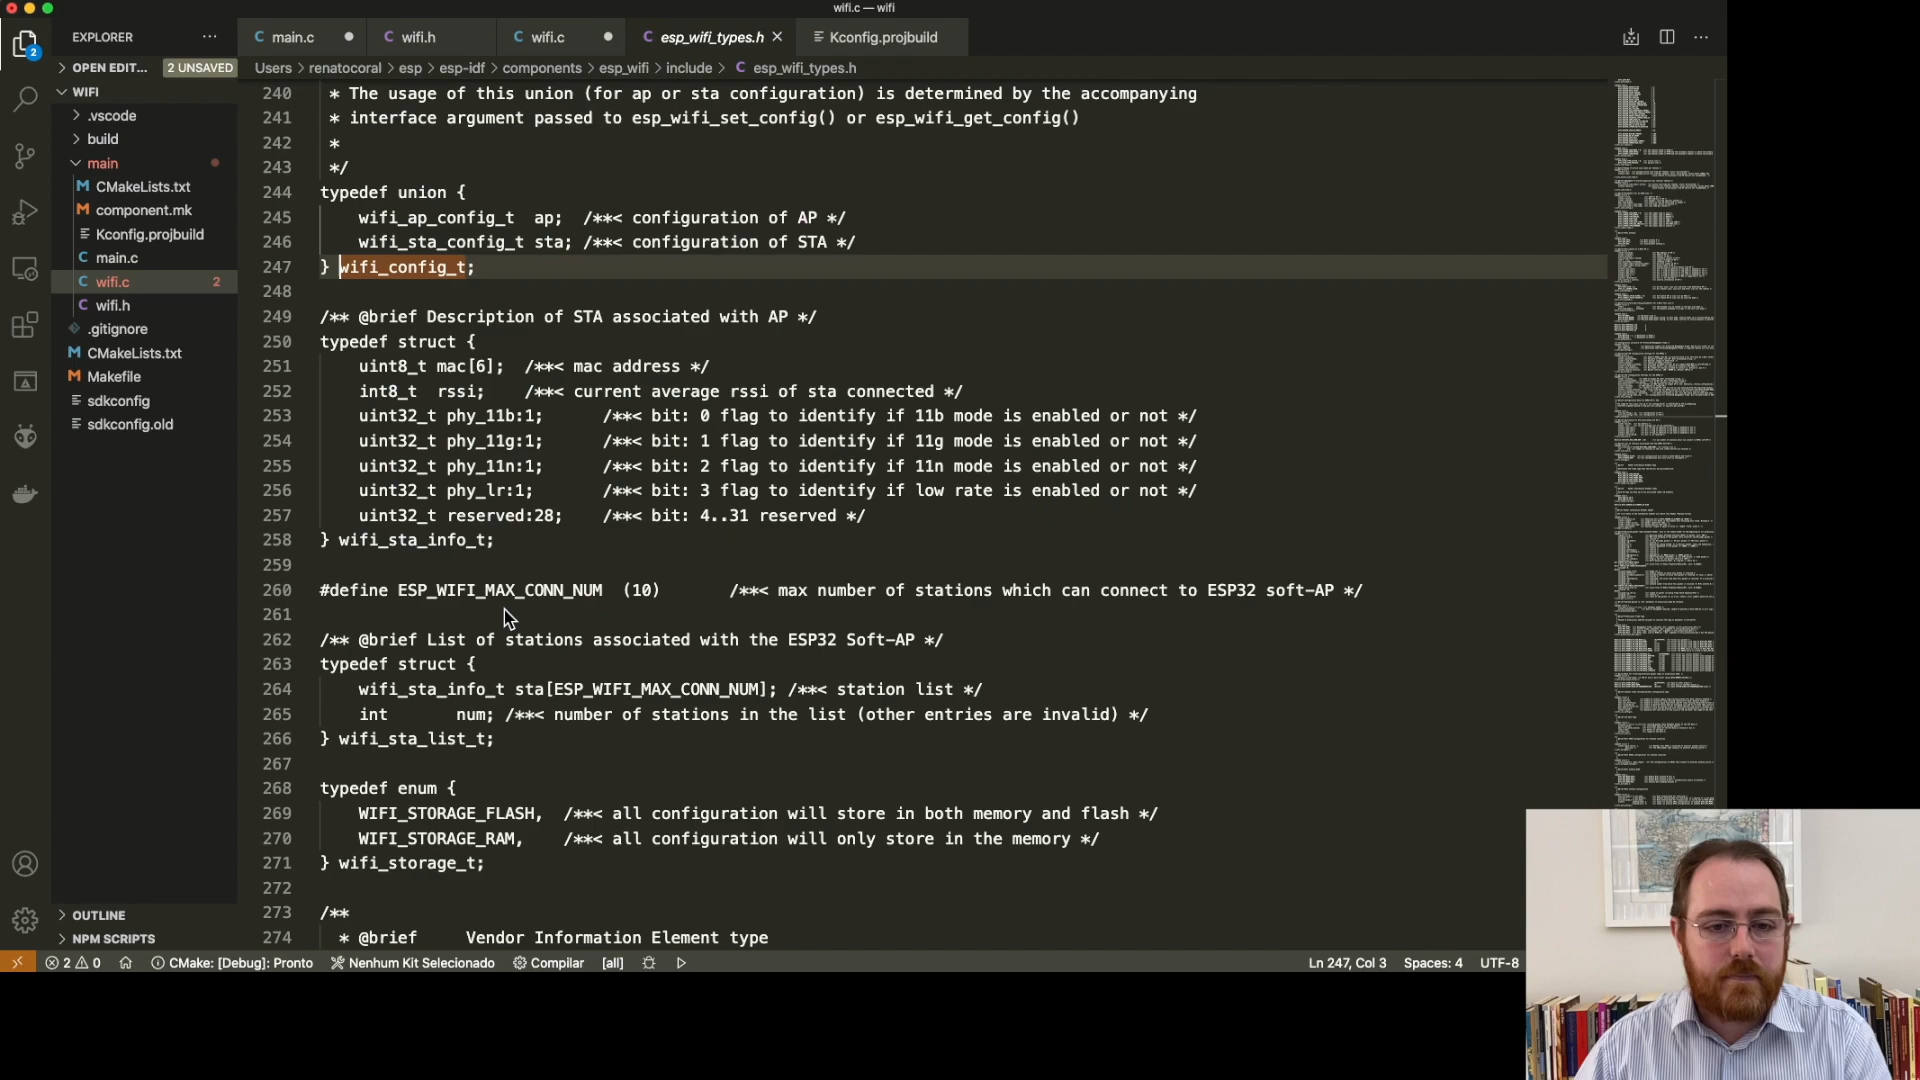 wifi.c — wifi
EXPLORER
main.c
wifi.h
wifi.c
esp_wifi_types.h
Kconfig.projbuild
OPEN EDIT... 2 UNSAVED
Users > renatocoral > esp > esp-idf > components > esp_wifi > include > C esp_wifi_types.h
WIFI
.vscode
build
main
CMakeLists.txt
component.mk
Kconfig.projbuild
main.c
wifi.c 2
wifi.h
.gitignore
CMakeLists.txt
Makefile
sdkconfig
sdkconfig.old
OUTLINE
NPM SCRIPTS
240 * The usage of this union (for ap or sta configuration) is determined by the accompanying
241 * interface argument passed to esp_wifi_set_config() or esp_wifi_get_config()
242 *
243 */
244 typedef union {
245 wifi_ap_config_t ap; /**< configuration of AP */
246 wifi_sta_config_t sta; /**< configuration of STA */
247 } wifi_config_t;
248
249 /** @brief Description of STA associated with AP */
250 typedef struct {
251 uint8_t mac[6]; /**< mac address */
252 int8_t rssi; /**< current average rssi of sta connected */
253 uint32_t phy_11b:1; /**< bit: 0 flag to identify if 11b mode is enabled or not */
254 uint32_t phy_11g:1; /**< bit: 1 flag to identify if 11g mode is enabled or not */
255 uint32_t phy_11n:1; /**< bit: 2 flag to identify if 11n mode is enabled or not */
256 uint32_t phy_lr:1; /**< bit: 3 flag to identify if low rate is enabled or not */
257 uint32_t reserved:28; /**< bit: 4..31 reserved */
258 } wifi_sta_info_t;
259
260 #define ESP_WIFI_MAX_CONN_NUM (10) /**< max number of stations which can connect to ESP32 soft-AP */
261
262 /** @brief List of stations associated with the ESP32 Soft-AP */
263 typedef struct {
264 wifi_sta_info_t sta[ESP_WIFI_MAX_CONN_NUM]; /**< station list */
265 int num; /**< number of stations in the list (other entries are invalid) */
266 } wifi_sta_list_t;
267
268 typedef enum {
269 WIFI_STORAGE_FLASH, /**< all configuration will store in both memory and flash */
270 WIFI_STORAGE_RAM, /**< all configuration will only store in the memory */
271 } wifi_storage_t;
272
273 /**
274 * @brief Vendor Information Element type
2 0 CMake: [Debug]: Pronto Nenhum Kit Selecionado Compilar [all] Ln 247, Col 3 Spaces: 4 UTF-8